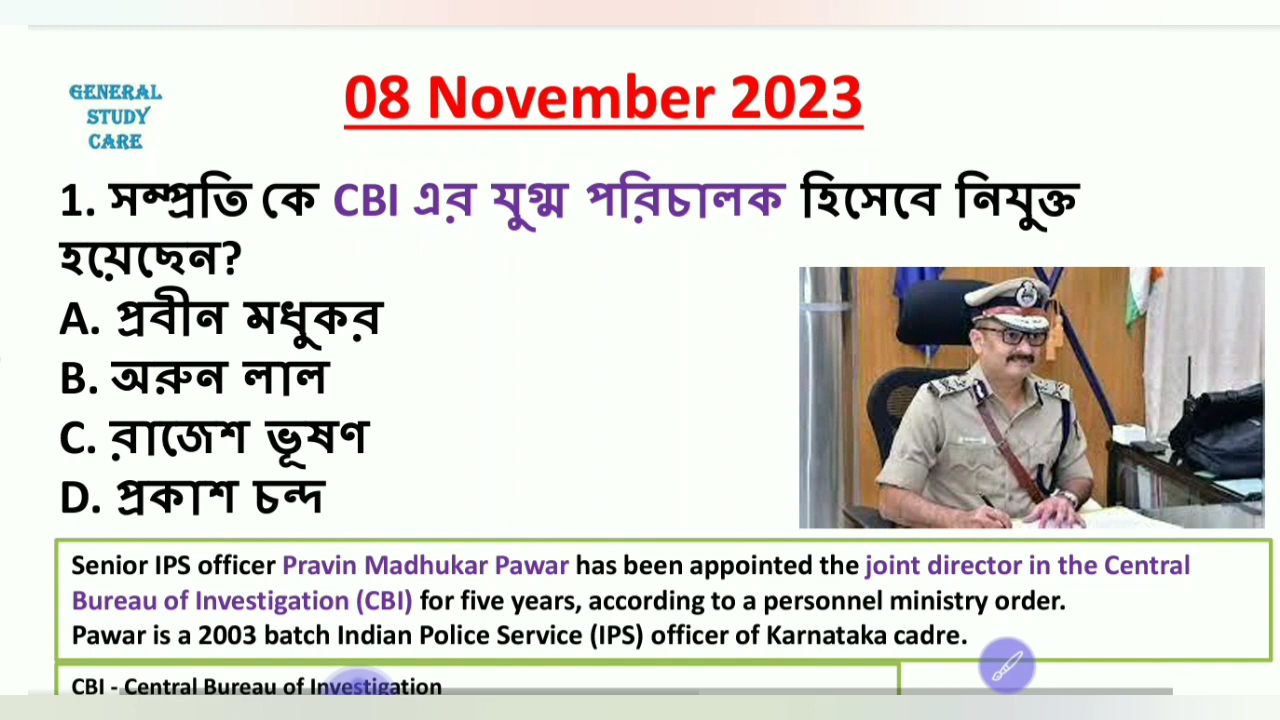 GENERAL
STUDY
CARE
08 November 2023
1. সম্প্রতি কে CBI এর যুগ্ম পরিচালক হিসেবে নিযুক্ত
হয়েছেন?
A. প্রবীন মধুকর
B. অরুন লাল
C. রাজেশ ভূষণ
D. প্রকাশ চন্দ
Senior IPS officer Pravin Madhukar Pawar has been appointed the joint director in the Central
Bureau of Investigation (CBI) for five years, according to a personnel ministry order.
Pawar is a 2003 batch Indian Police Service (IPS) officer of Karnataka cadre.
CBI - Central Bureau of Investigation